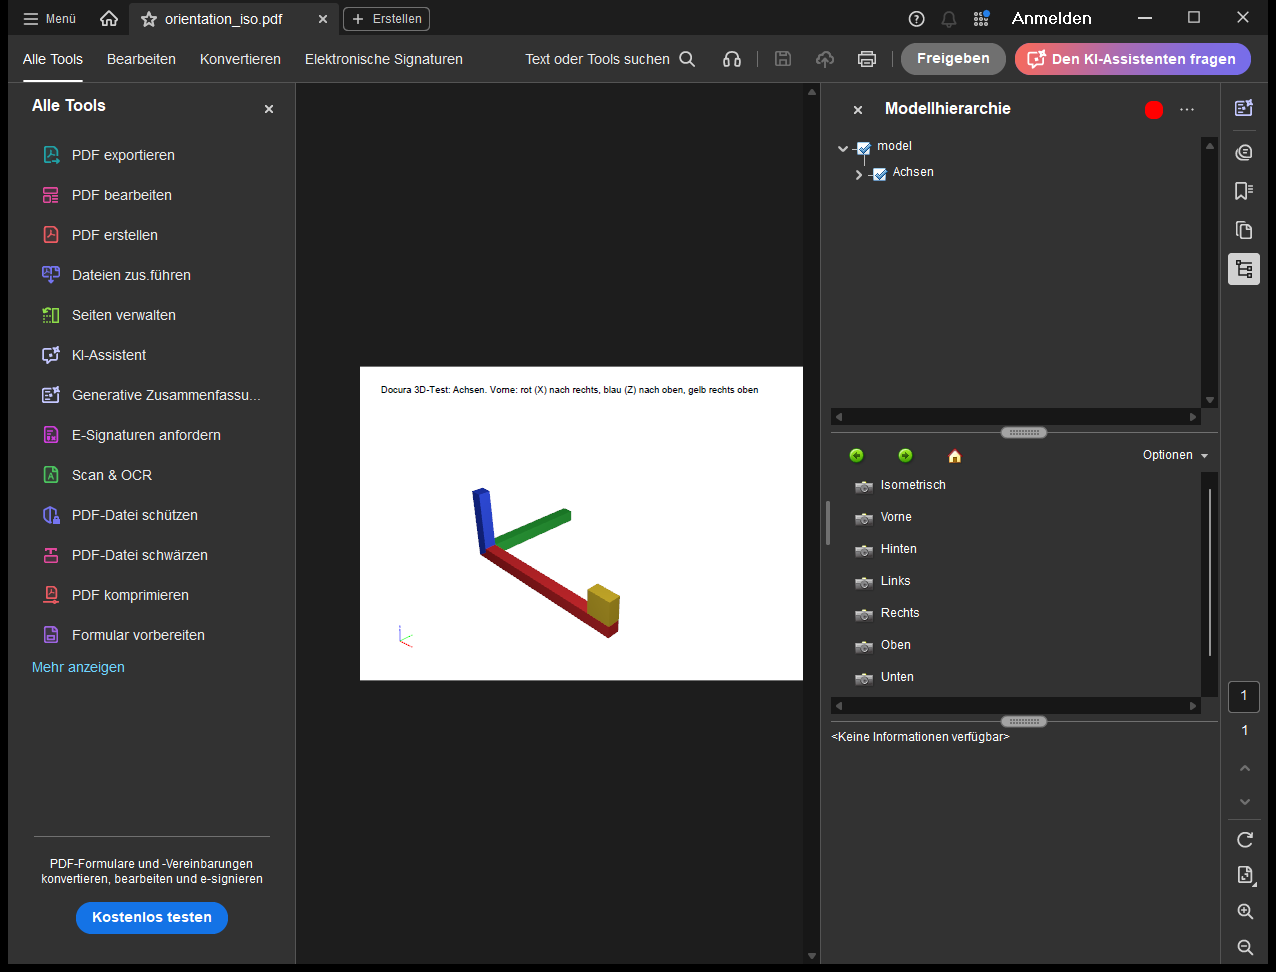 Menü
orientation_iso.pdf
Erstellen
Anmelden
Alle Tools
Bearbeiten
Konvertieren
Elektronische Signaturen
Text oder Tools suchen
Freigeben
Den KI-Assistenten fragen
Alle Tools
PDF exportieren
PDF bearbeiten
PDF erstellen
Dateien zus.führen
Seiten verwalten
KI-Assistent
Generative Zusammenfassu...
E-Signaturen anfordern
Scan & OCR
PDF-Datei schützen
PDF-Datei schwärzen
PDF komprimieren
Formular vorbereiten
Mehr anzeigen
PDF-Formulare und -Vereinbarungen
konvertieren, bearbeiten und e-signieren
Kostenlos testen
Docura 3D-Test: Achsen. Vorne: rot (X) nach rechts, blau (Z) nach oben, gelb rechts oben
Modellhierarchie
model
Achsen
Optionen
Isometrisch
Vorne
Hinten
Links
Rechts
Oben
Unten
<Keine Informationen verfügbar>
1
1